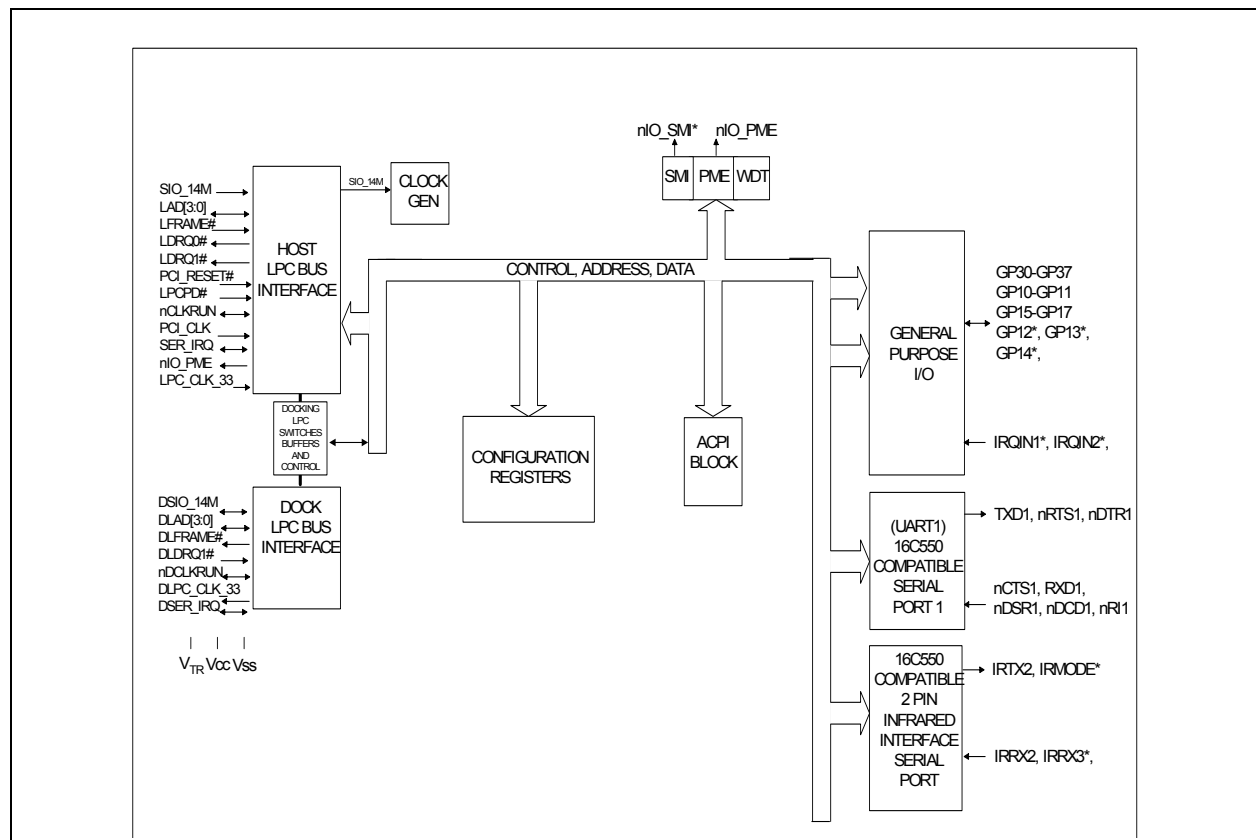 nIO_SMI*
nIO_PME
SMI
PME
WDT
SIO_14M
LAD[3:0]
LFRAME#
LDRQ0#
LDRQ1#
PCI_RESET#
LPCPD#
nCLKRUN
PCI_CLK
SER_IRQ
nIO_PME
LPC_CLK_33
HOST
LPC BUS
INTERFACE
SIO_14M
CLOCK
GEN
CONTROL, ADDRESS, DATA
DOCKING
LPC
SWITCHES
BUFFERS
AND
CONTROL
DSIO_14M
DLAD[3:0]
DLFRAME#
DLDRQ1#
nDCLKRUN
DLPC_CLK_33
DSER_IRQ
DOCK
LPC BUS
INTERFACE
VTR Vcc Vss
CONFIGURATION
REGISTERS
ACPI
BLOCK
GENERAL
PURPOSE
I/O
GP30-GP37
GP10-GP11
GP15-GP17
GP12*, GP13*,
GP14*,
IRQIN1*, IRQIN2*,
(UART1)
16C550
COMPATIBLE
SERIAL
PORT 1
TXD1, nRTS1, nDTR1
nCTS1, RXD1,
nDSR1, nDCD1, nRI1
16C550
COMPATIBLE
2 PIN
INFRARED
INTERFACE
SERIAL
PORT
IRTX2, IRMODE*
IRRX2, IRRX3*,